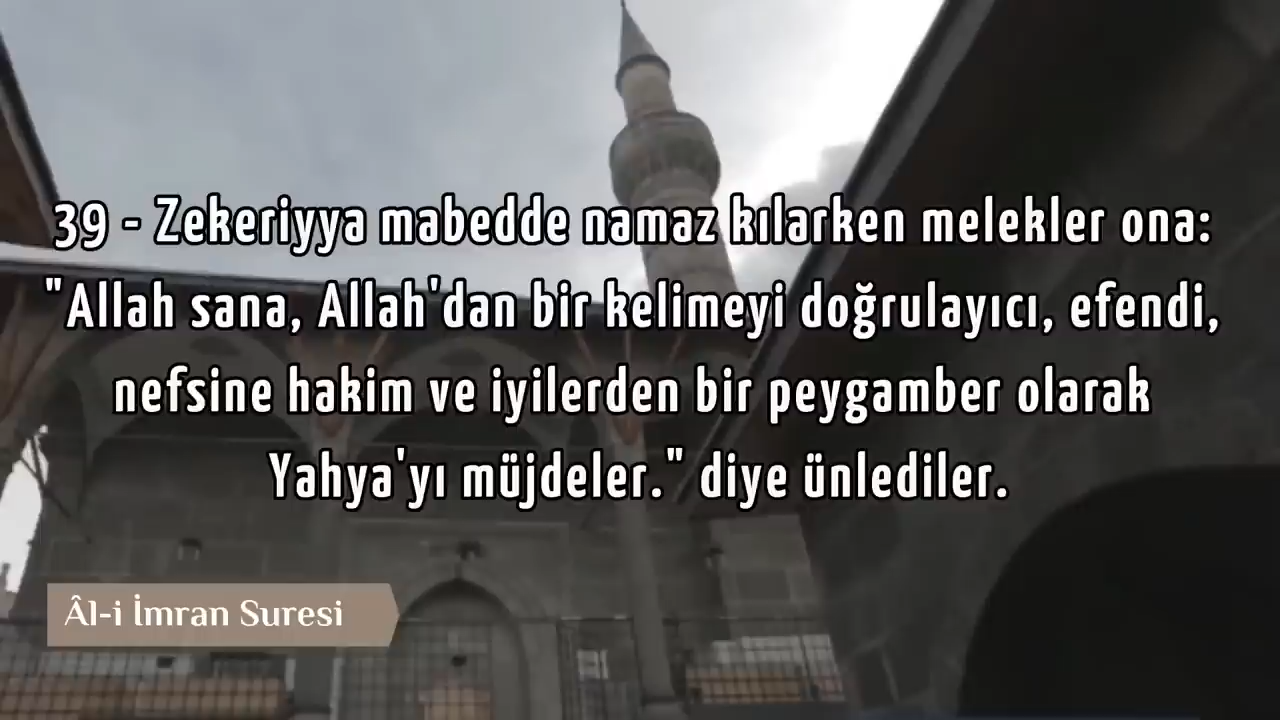 39 - Zekeriyya mabedde namaz kılarken melekler ona:
"Allah sana, Allah'dan bir kelimeyi doğrulayıcı, efendi,
nefsine hakim ve iyilerden bir peygamber olarak
Yahya'yı müjdeler." diye ünlediler.
Âl-i İmran Suresi